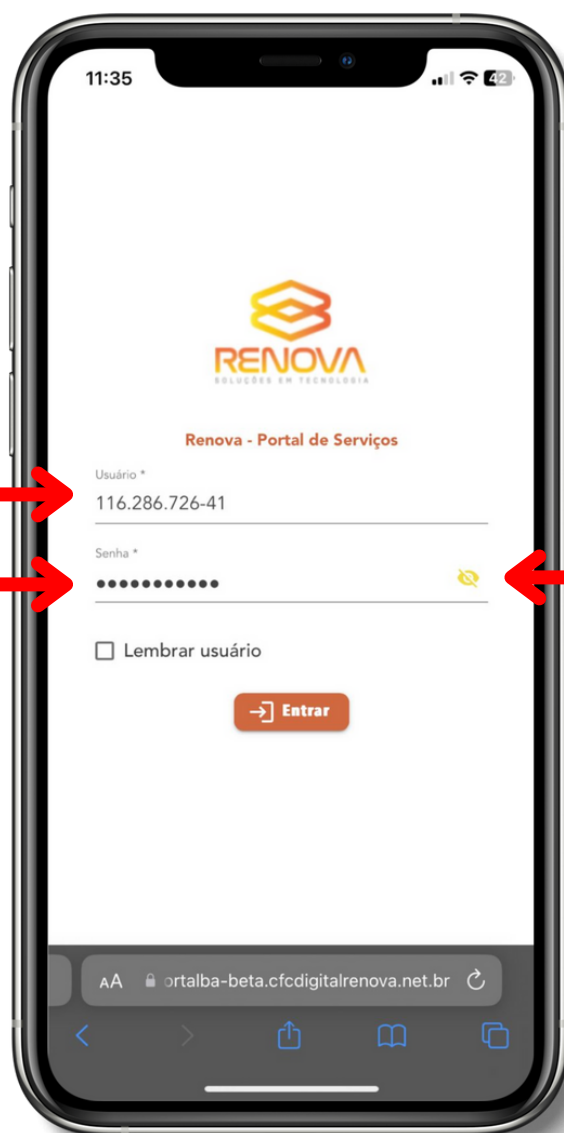 11:35
42
RENOVA
SOLUÇÕES EM TECNOLOGIA
Renova - Portal de Serviços
Usuário *
116.286.726-41
Senha *
•••••••••••
Lembrar usuário
Entrar
AA ortalba-beta.cfcdigitalrenova.net.br